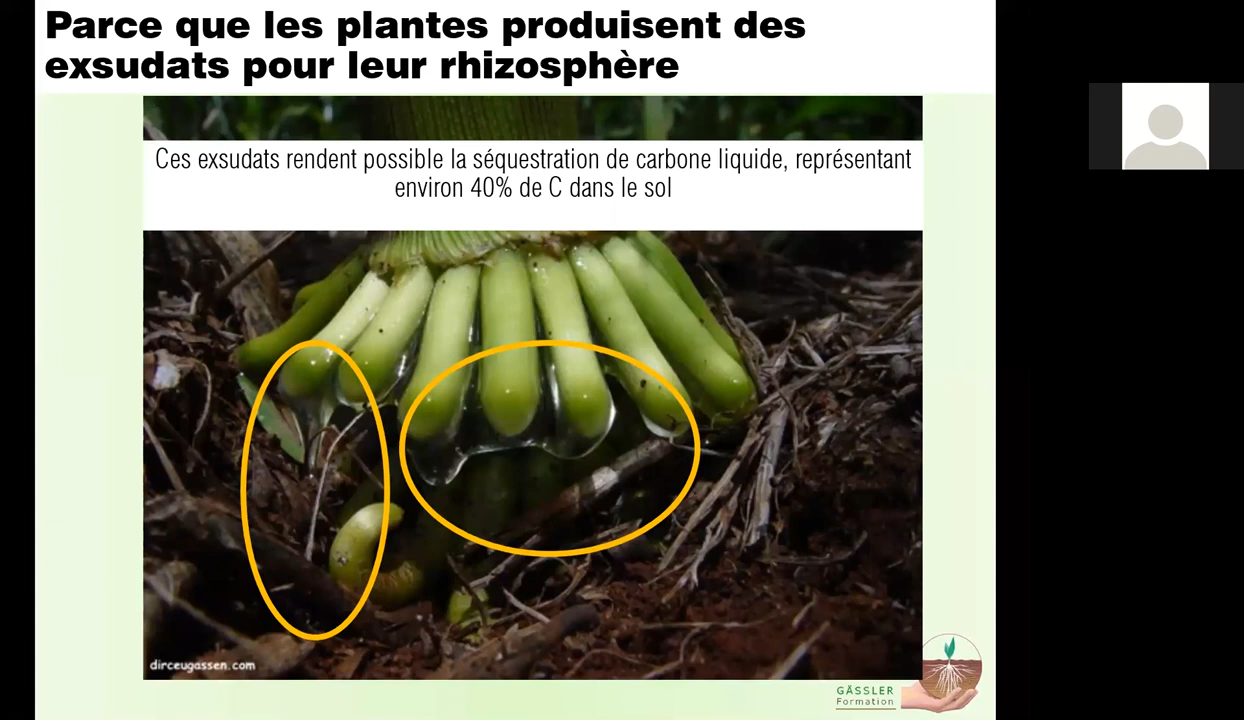 Parce que les plantes produisent des
exsudats pour leur rhizosphère
Ces exsudats rendent possible la séquestration de carbone liquide, représentant
environ 40% de C dans le sol
dirceugassen.com
GÄSSLER
Formation